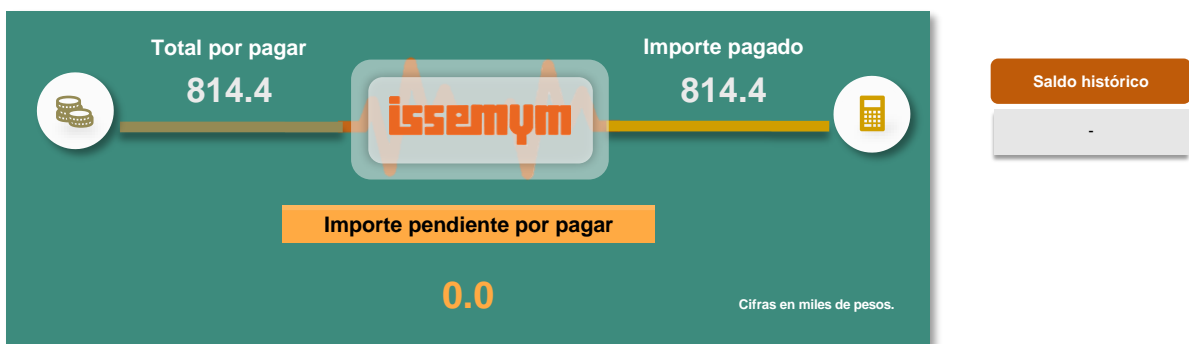 Total por pagar
814.4
issemym
Importe pagado
814.4
Importe pendiente por pagar
0.0
Cifras en miles de pesos.
Saldo histórico
-